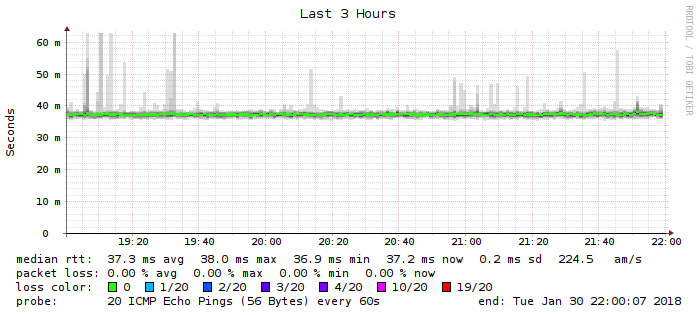 Last 3 Hours
RRDTOOL / TOBI OETIKER
Seconds
60 m
50 m
40 m
30 m
20 m
10 m
0
19:20 19:40 20:00 20:20 20:40 21:00 21:20 21:40 22:00
median rtt: 37.3 ms avg 38.0 ms max 36.9 ms min 37.2 ms now 0.2 ms sd 224.5 am/s
packet loss: 0.00 % avg 0.00 % max 0.00 % min 0.00 % now
loss color: 0 1/20 2/20 3/20 4/20 10/20 19/20
probe: 20 ICMP Echo Pings (56 Bytes) every 60s end: Tue Jan 30 22:00:07 2018